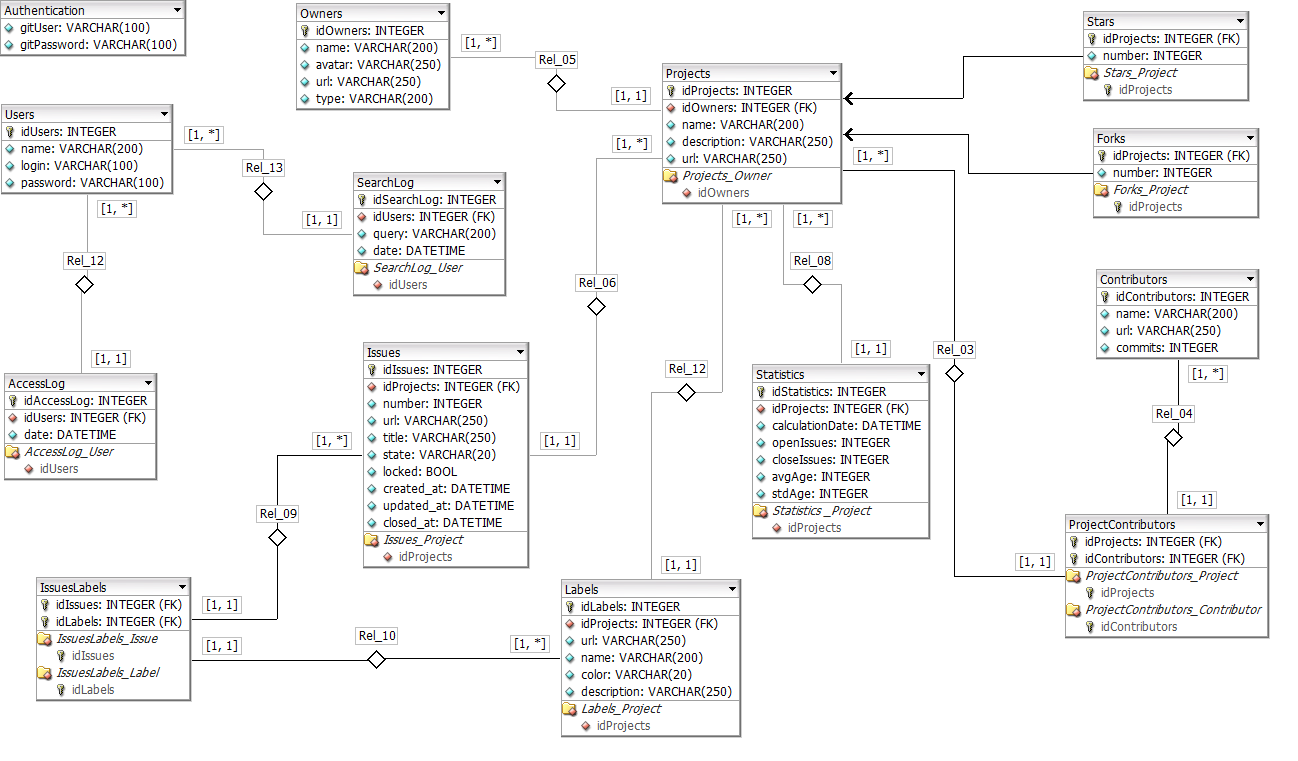 Authentication
gitUser: VARCHAR(100)
gitPassword: VARCHAR(100)
Owners
idOwners: INTEGER
name: VARCHAR(200)
avatar: VARCHAR(250)
url: VARCHAR(250)
type: VARCHAR(200)
[1, *]
Rel_05
[1, 1]
Projects
idProjects: INTEGER
idOwners: INTEGER (FK)
name: VARCHAR(200)
description: VARCHAR(250)
url: VARCHAR(250)
Projects_Owner
idOwners
Stars
idProjects: INTEGER (FK)
number: INTEGER
Stars_Project
idProjects
Forks
idProjects: INTEGER (FK)
number: INTEGER
Forks_Project
idProjects
Users
idUsers: INTEGER
name: VARCHAR(200)
login: VARCHAR(100)
password: VARCHAR(100)
[1, *]
Rel_13
[1, 1]
SearchLog
idSearchLog: INTEGER
idUsers: INTEGER (FK)
query: VARCHAR(200)
date: DATETIME
SearchLog_User
idUsers
[1, *]
[1, *]
[1, *]
[1, *]
[1, *]
Rel_12
[1, 1]
Rel_06
Rel_08
[1, 1]
Rel_03
Rel_12
Contributors
idContributors: INTEGER
name: VARCHAR(200)
url: VARCHAR(250)
commits: INTEGER
[1, *]
Rel_04
[1, 1]
AccessLog
idAccessLog: INTEGER
idUsers: INTEGER (FK)
date: DATETIME
AccessLog_User
idUsers
Issues
idIssues: INTEGER
idProjects: INTEGER (FK)
number: INTEGER
url: VARCHAR(250)
title: VARCHAR(250)
state: VARCHAR(20)
locked: BOOL
created_at: DATETIME
updated_at: DATETIME
closed_at: DATETIME
Issues_Project
idProjects
[1, *]
[1, 1]
Statistics
idStatistics: INTEGER
idProjects: INTEGER (FK)
calculationDate: DATETIME
openIssues: INTEGER
closeIssues: INTEGER
avgAge: INTEGER
stdAge: INTEGER
Statistics _Project
idProjects
Rel_09
[1, 1]
[1, 1]
ProjectContributors
idProjects: INTEGER (FK)
idContributors: INTEGER (FK)
ProjectContributors_Project
idProjects
ProjectContributors_Contributor
idContributors
IssuesLabels
idIssues: INTEGER (FK)
idLabels: INTEGER (FK)
IssuesLabels_Issue
idIssues
IssuesLabels_Label
idLabels
[1, 1]
[1, 1]
Rel_10
[1, *]
Labels
idLabels: INTEGER
idProjects: INTEGER (FK)
url: VARCHAR(250)
name: VARCHAR(200)
color: VARCHAR(20)
description: VARCHAR(250)
Labels_Project
idProjects